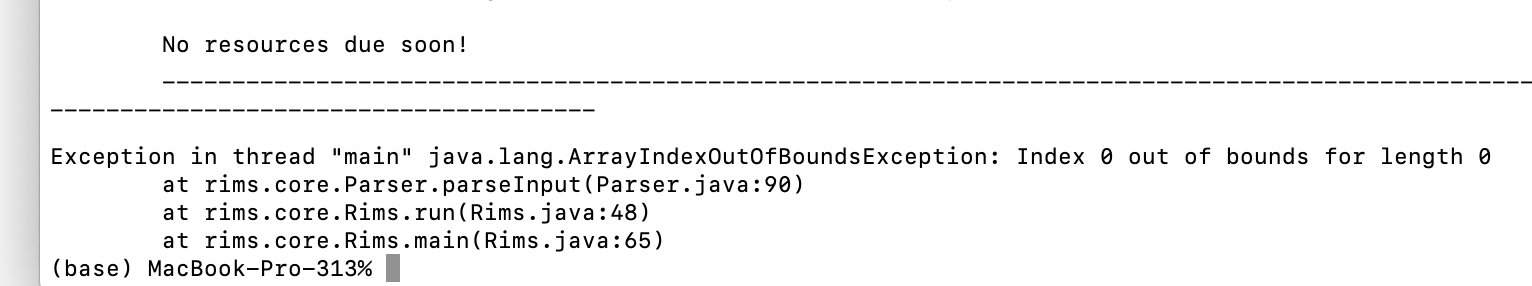 No resources due soon!
__________________________________________________________________________________________
_______________________________________
Exception in thread "main" java.lang.ArrayIndexOutOfBoundsException: Index 0 out of bounds for length 0
at rims.core.Parser.parseInput(Parser.java:90)
at rims.core.Rims.run(Rims.java:48)
at rims.core.Rims.main(Rims.java:65)
(base) MacBook-Pro-313%